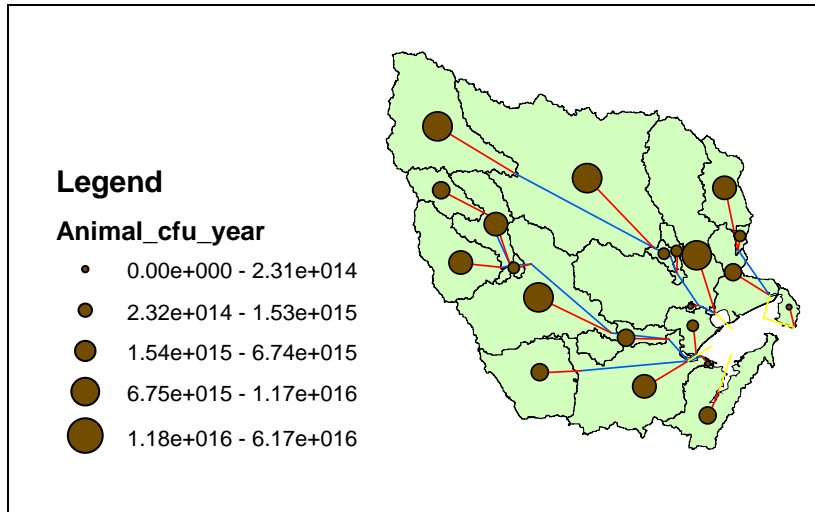 Legend
Animal_cfu_year
0.00e+000 - 2.31e+014
2.32e+014 - 1.53e+015
1.54e+015 - 6.74e+015
6.75e+015 - 1.17e+016
1.18e+016 - 6.17e+016